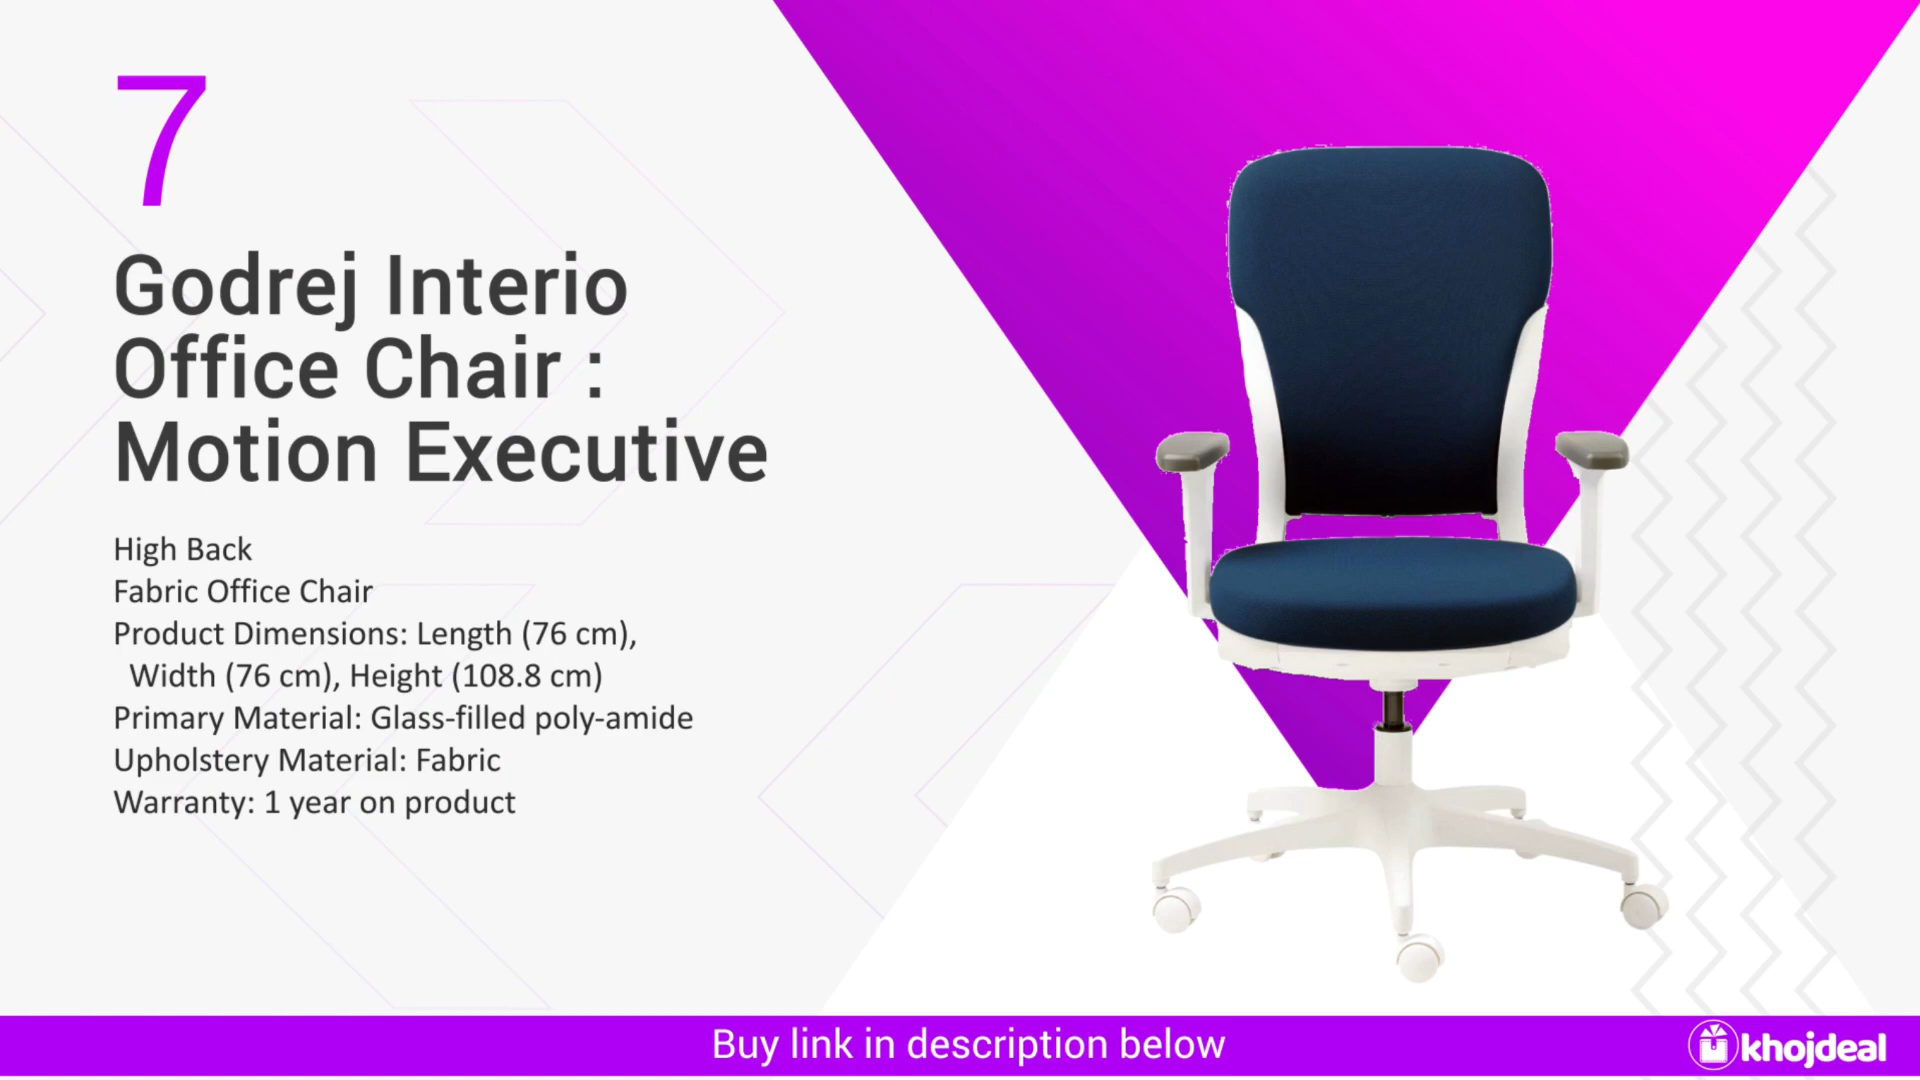 7
Godrej Interio
Office Chair :
Motion Executive
High Back
Fabric Office Chair
Product Dimensions: Length (76 cm),
Width (76 cm), Height (108.8 cm)
Primary Material: Glass-filled poly-amide
Upholstery Material: Fabric
Warranty: 1 year on product
Buy link in description below
khojdeal